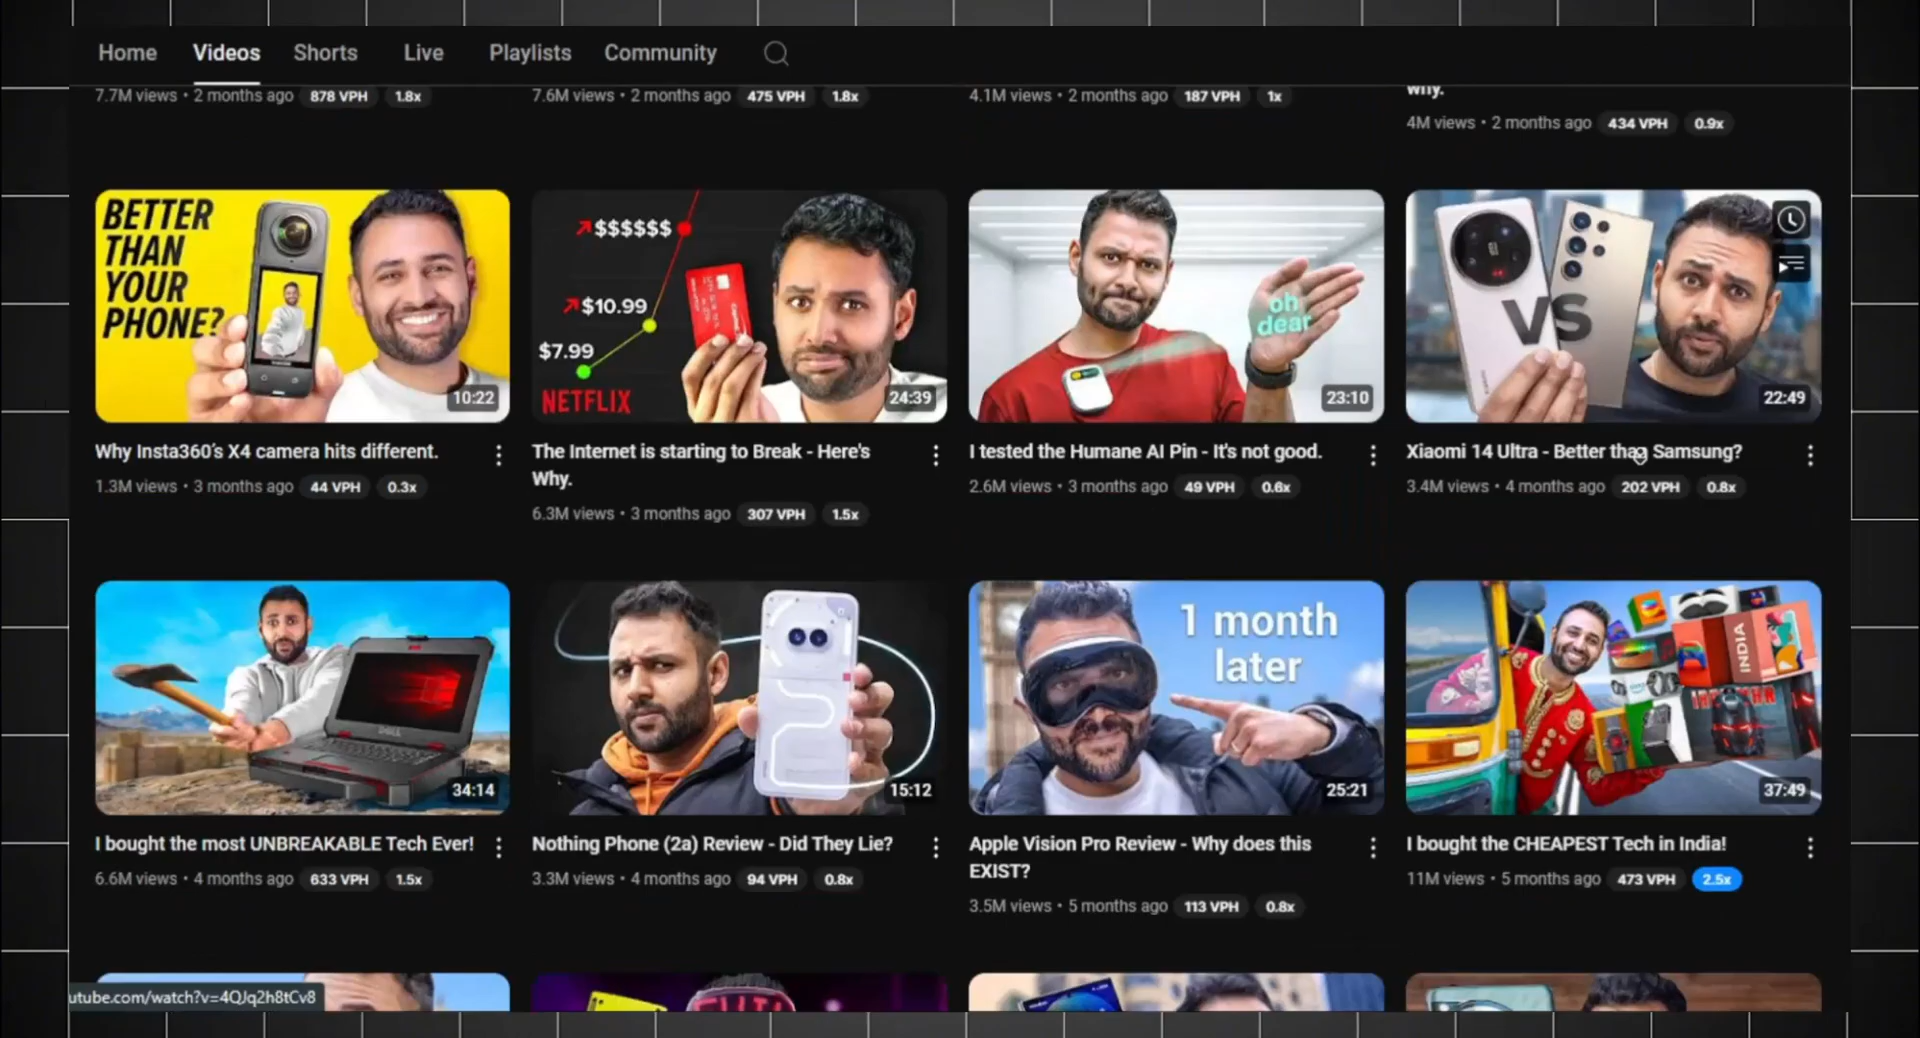 Home Videos Shorts Live Playlists Community
7.7M views • 2 months ago 878 VPH 1.8x
7.6M views • 2 months ago 475 VPH 1.8x
4.1M views • 2 months ago 187 VPH 1x
why.
4M views • 2 months ago 434 VPH 0.9x
BETTER
THAN
YOUR
PHONE?
10:22
$$$$$$
$10.99
$7.99
NETFLIX
24:39
oh
dear
23:10
VS
22:49
Why Insta360's X4 camera hits different.
1.3M views • 3 months ago 44 VPH 0.3x
The Internet is starting to Break - Here's
Why.
6.3M views • 3 months ago 307 VPH 1.5x
I tested the Humane AI Pin - It's not good.
2.6M views • 3 months ago 49 VPH 0.6x
Xiaomi 14 Ultra - Better than Samsung?
3.4M views • 4 months ago 202 VPH 0.8x
DELL
34:14
15:12
1 month
later
25:21
INDIA
37:49
I bought the most UNBREAKABLE Tech Ever!
6.6M views • 4 months ago 633 VPH 1.5x
Nothing Phone (2a) Review - Did They Lie?
3.3M views • 4 months ago 94 VPH 0.8x
Apple Vision Pro Review - Why does this
EXIST?
3.5M views • 5 months ago 113 VPH 0.8x
I bought the CHEAPEST Tech in India!
11M views • 5 months ago 473 VPH 2.5x
utube.com/watch?v=4QJq2h8tCv8